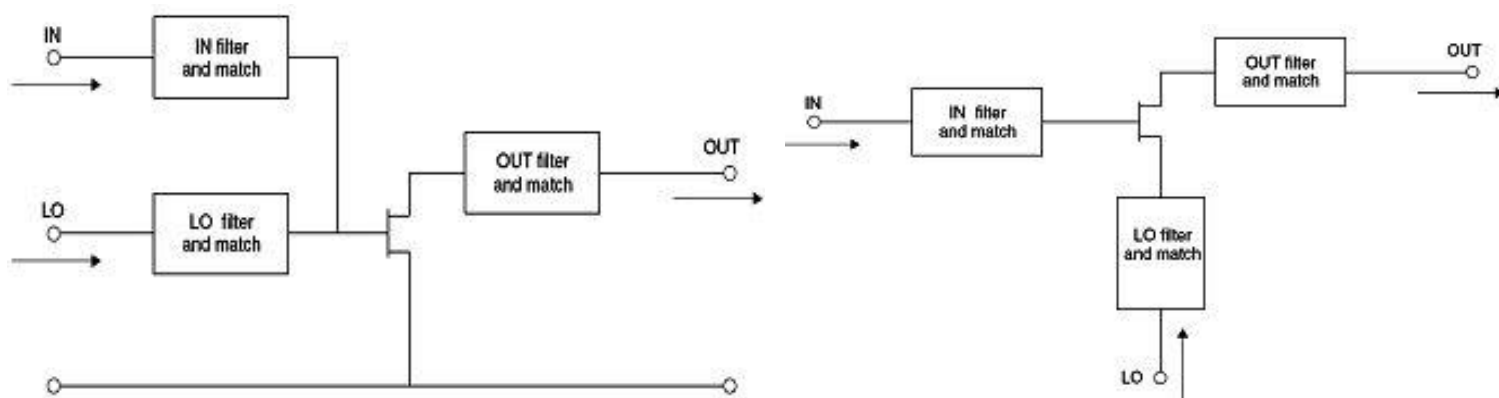 IN
IN filter
and match
LO
LO filter
and match
OUT filter
and match
OUT
IN
IN filter
and match
OUT filter
and match
OUT
LO filter
and match
LO